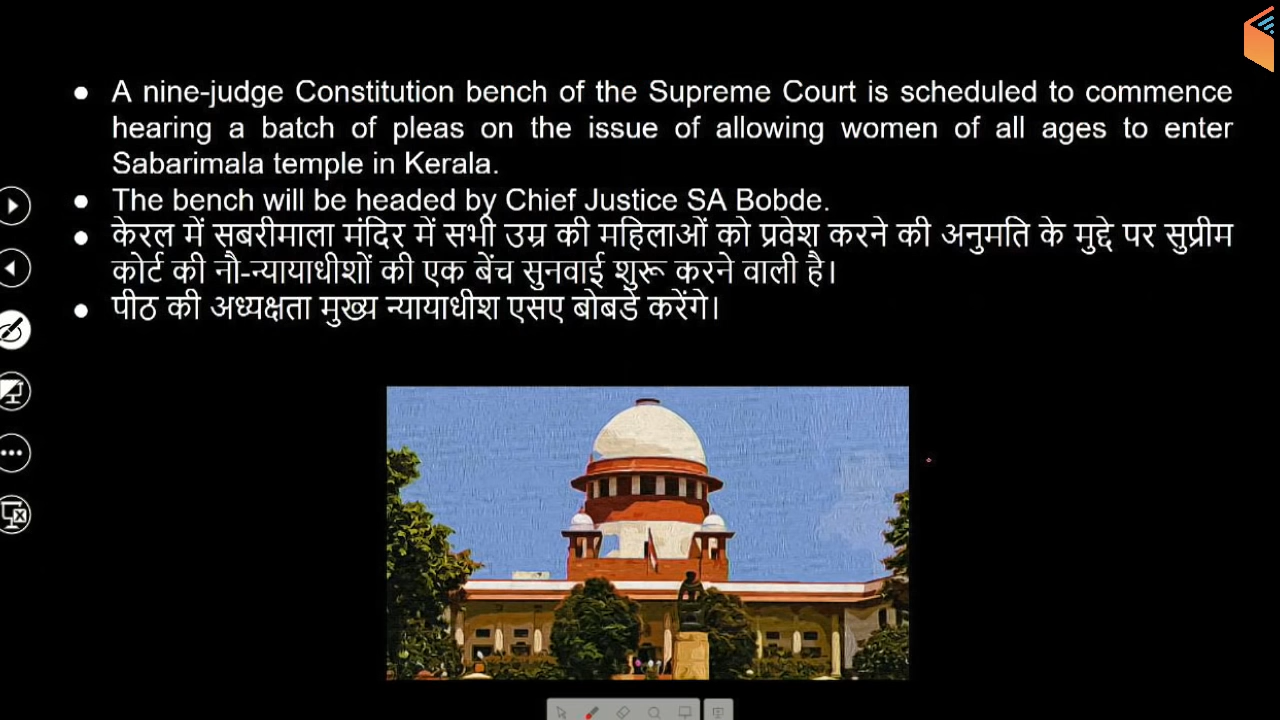 ● A nine-judge Constitution bench of the Supreme Court is scheduled to commence
hearing a batch of pleas on the issue of allowing women of all ages to enter
Sabarimala temple in Kerala.
● The bench will be headed by Chief Justice SA Bobde.
● केरल में सबरीमाला मंदिर में सभी उम्र की महिलाओं को प्रवेश करने की अनुमति के मुद्दे पर सुप्रीम
कोर्ट की नौ-न्यायाधीशों की एक बेंच सुनवाई शुरू करने वाली है।
● पीठ की अध्यक्षता मुख्य न्यायाधीश एसए बोबडे करेंगे।